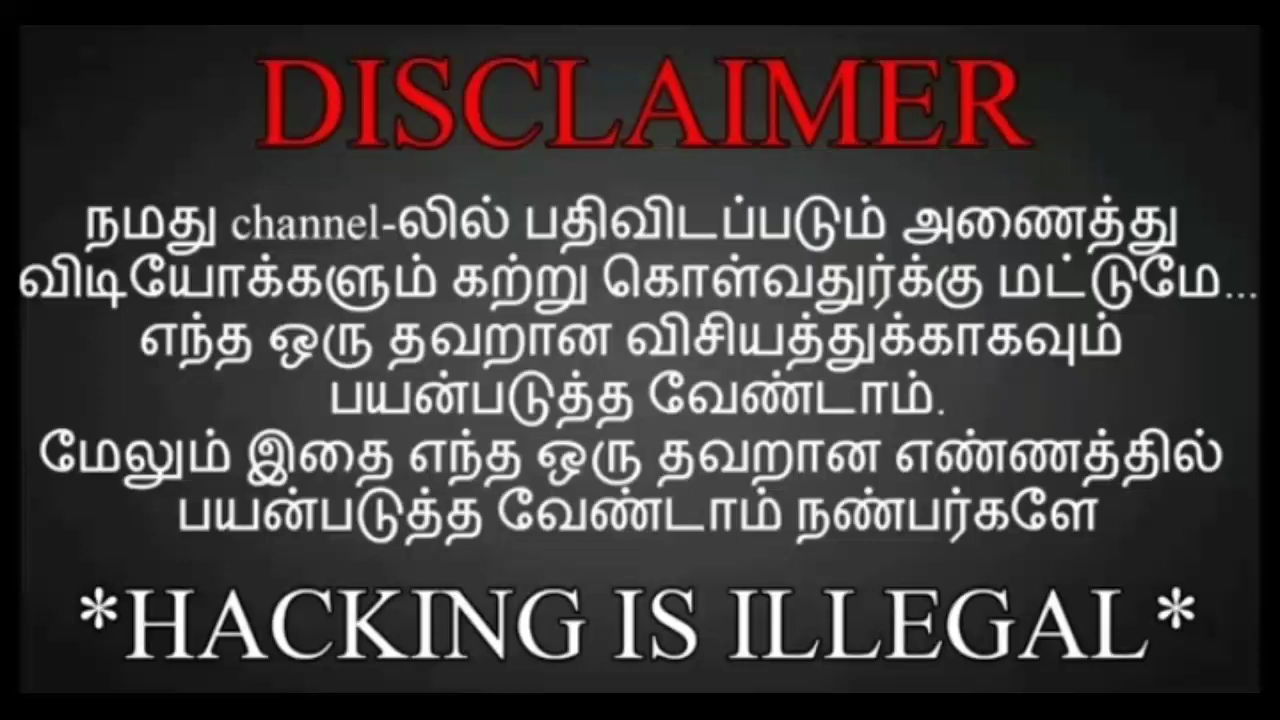 DISCLAIMER
நமது channel-லில் பதிவிடப்படும் அணைத்து
விடியோக்களும் கற்று கொள்வதுர்க்கு மட்டுமே...
எந்த ஒரு தவறான விசியத்துக்காகவும்
பயன்படுத்த வேண்டாம்.
மேலும் இதை எந்த ஒரு தவறான எண்ணத்தில்
பயன்படுத்த வேண்டாம் நண்பர்களே
*HACKING IS ILLEGAL*